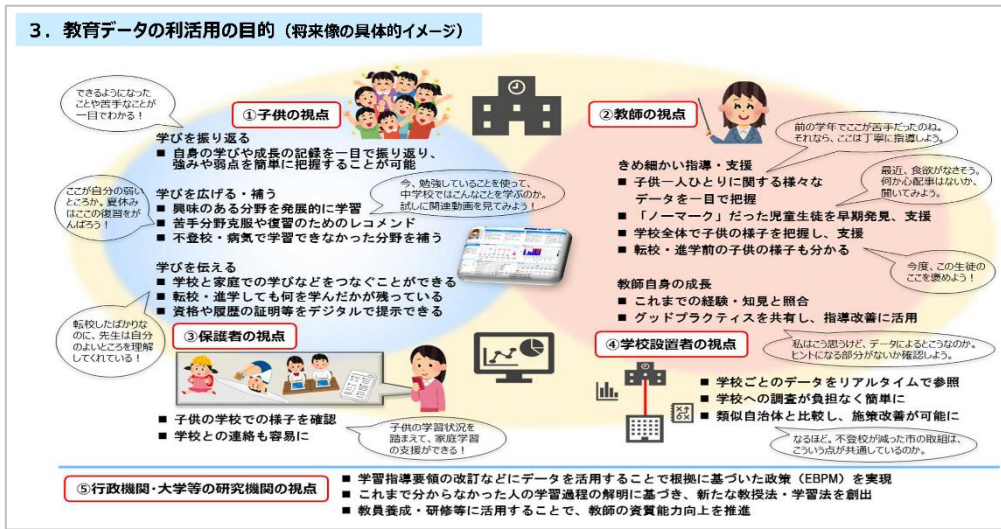 3. 教育データの利活用の目的（将来像の具体的イメージ）
できるようになった
ことや苦手なことが
一目でわかる！
①子供の視点
学びを振り返る
■ 自身の学びや成長の記録を一目で振り返り、
強みや弱点を簡単に把握することが可能
ここが自分の弱い
ところか。夏休み
はここの復習をが
んばろう！
学びを広げる・補う
■ 興味のある分野を発展的に学習
■ 苦手分野克服や復習のためのレコメンド
■ 不登校・病気で学習できなかった分野を補う
今、勉強していることを使って、
中学校ではこんなことを学ぶのか。
試しに関連動画を見てみよう！
学びを伝える
■ 学校と家庭での学びなどをつなぐことができる
■ 転校・進学しても何を学んだかが残っている
■ 資格や履歴の証明等をデジタルで提示できる
転校したばかりな
のに、先生は自分
のよいところを理解
してくれている！
②教師の視点
前の学年でここが苦手だったのね。
それなら、ここは丁寧に指導しよう。
きめ細かい指導・支援
■ 子供一人ひとりに関する様々な
データを一目で把握
■ 「ノーマーク」だった児童生徒を早期発見、支援
■ 学校全体で子供の様子を把握し、支援
■ 転校・進学前の子供の様子も分かる
最近、食欲がなさそう。
何か心配事はないか、
聞いてみよう。
今度、この生徒の
ここを褒めよう！
教師自身の成長
■ これまでの経験・知見と照合
■ グッドプラクティスを共有し、指導改善に活用
私はこう思うけど、データによるとこうなのか。
ヒントになる部分がないか確認しよう。
③保護者の視点
■ 子供の学校での様子を確認
■ 学校との連絡も容易に
子供の学習状況を
踏まえて、家庭学習
の支援ができる！
④学校設置者の視点
■ 学校ごとのデータをリアルタイムで参照
■ 学校への調査が負担なく簡単に
■ 類似自治体と比較し、施策改善が可能に
なるほど。不登校が減った市の取組は、
こういう点が共通しているのか。
⑤行政機関・大学等の研究機関の視点
■ 学習指導要領の改訂などにデータを活用することで根拠に基づいた政策（EBPM）を実現
■ これまで分からなかった人の学習過程の解明に基づき、新たな教授法・学習法を創出
■ 教員養成・研修等に活用することで、教師の資質能力向上を推進